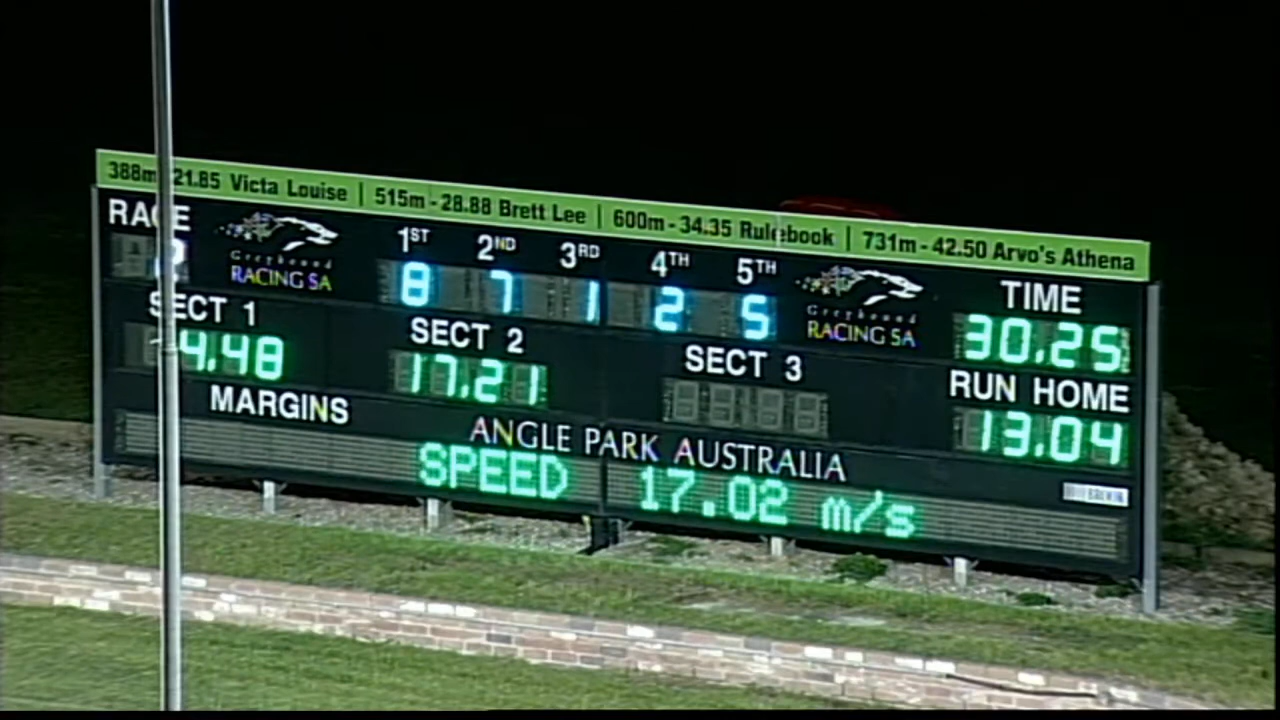 388m 21.85 Victa Louise | 515m - 28.88 Brett Lee | 600m - 34.35 Rulebook | 731m - 42.50 Arvo's Athena
RACE
Greyhound
RACING SA
1ST 2ND 3RD 4TH 5TH
8 7 1 2 5
Greyhound
RACING SA
TIME
30.25
SECT 1
4.48
SECT 2
17.21
SECT 3
RUN HOME
13.04
MARGINS
ANGLE PARK AUSTRALIA
SPEED 17.02 m/s